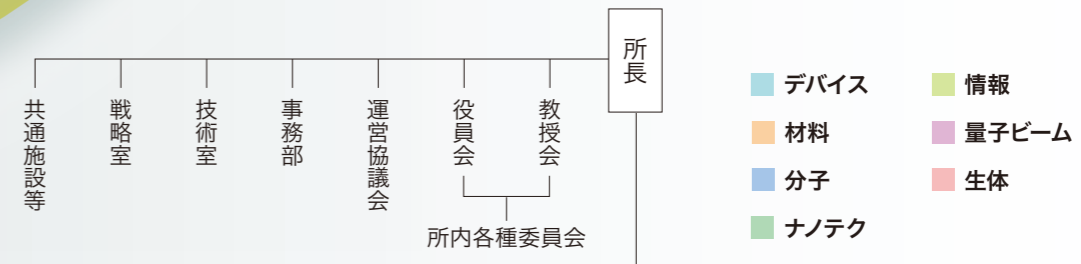 所長
共通施設等
戦略室
技術室
事務部
運営協議会
役員会
教授会
所内各種委員会
デバイス
材料
分子
ナノテク
情報
量子ビーム
生体